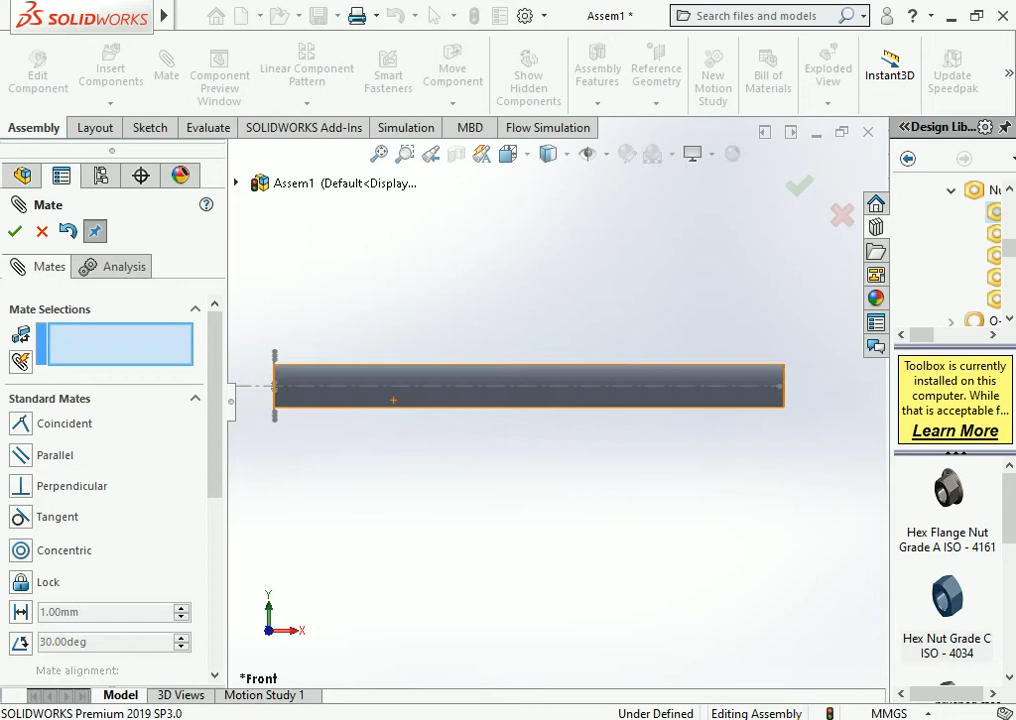 SOLIDWORKS
Assem1 *
Search files and models
?
Edit Component
Insert Components
Mate
Component Preview Window
Linear Component Pattern
Smart Fasteners
Move Component
Show Hidden Components
Assembly Features
Reference Geometry
New Motion Study
Bill of Materials
Exploded View
Instant3D
Update Speedpak
Assembly
Layout
Sketch
Evaluate
SOLIDWORKS Add-Ins
Simulation
MBD
Flow Simulation
Design Lib...
Assem1 (Default<Display...
Mate
Mates
Analysis
Mate Selections
Standard Mates
Coincident
Parallel
Perpendicular
Tangent
Concentric
Lock
1.00mm
30.00deg
Mate alignment:
Y
X
*Front
Nu
O-
Toolbox is currently
installed on this
computer. While
that is acceptable f...
Learn More
Hex Flange Nut
Grade A ISO - 4161
Hex Nut Grade C
ISO - 4034
Model
3D Views
Motion Study 1
SOLIDWORKS Premium 2019 SP3.0
Under Defined
Editing Assembly
MMGS